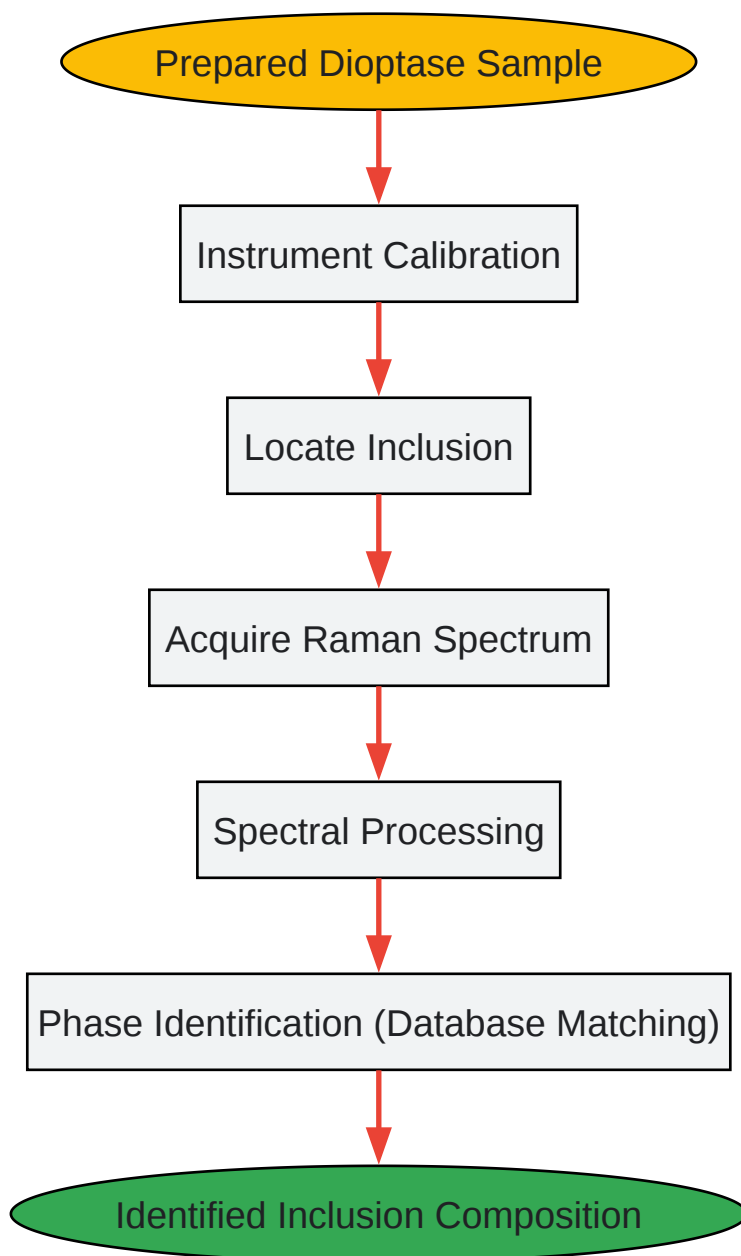 Prepared Dioptase Sample
Instrument Calibration
Locate Inclusion
Acquire Raman Spectrum
Spectral Processing
Phase Identification (Database Matching)
Identified Inclusion Composition